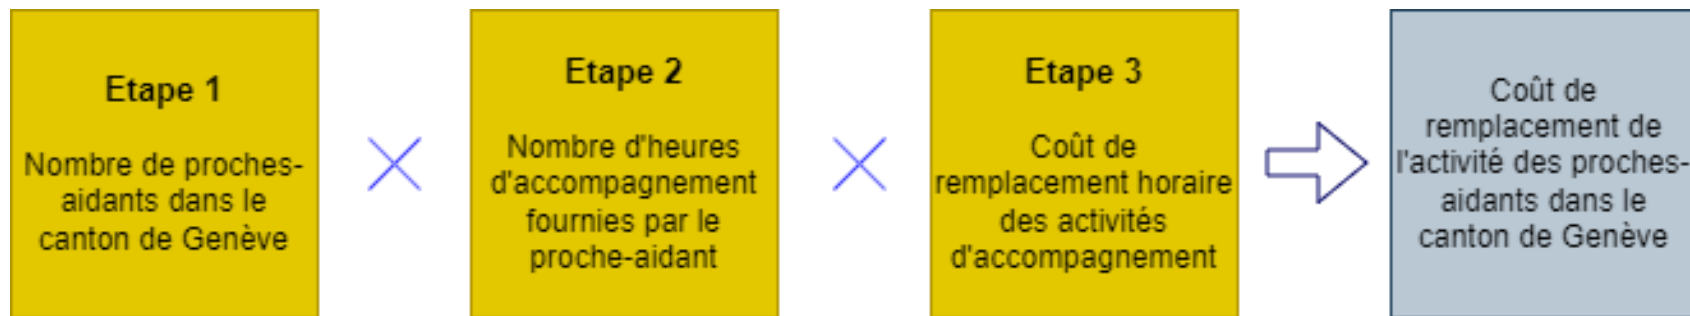 Etape 1
Nombre de proches-
aidants dans le
canton de Genève
Etape 2
Nombre d'heures
d'accompagnement
fournies par le
proche-aidant
Etape 3
Coût de
remplacement horaire
des activités
d'accompagnement
Coût de
remplacement de
l'activité des proches-
aidants dans le
canton de Genève